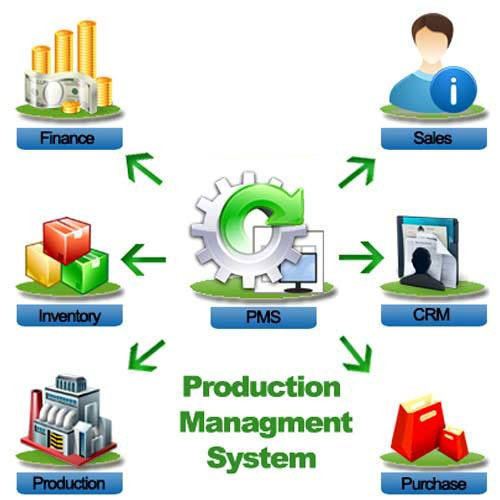 Finance
Sales
i
Inventory
PMS
CRM
Production
Managment
System
Production
Purchase